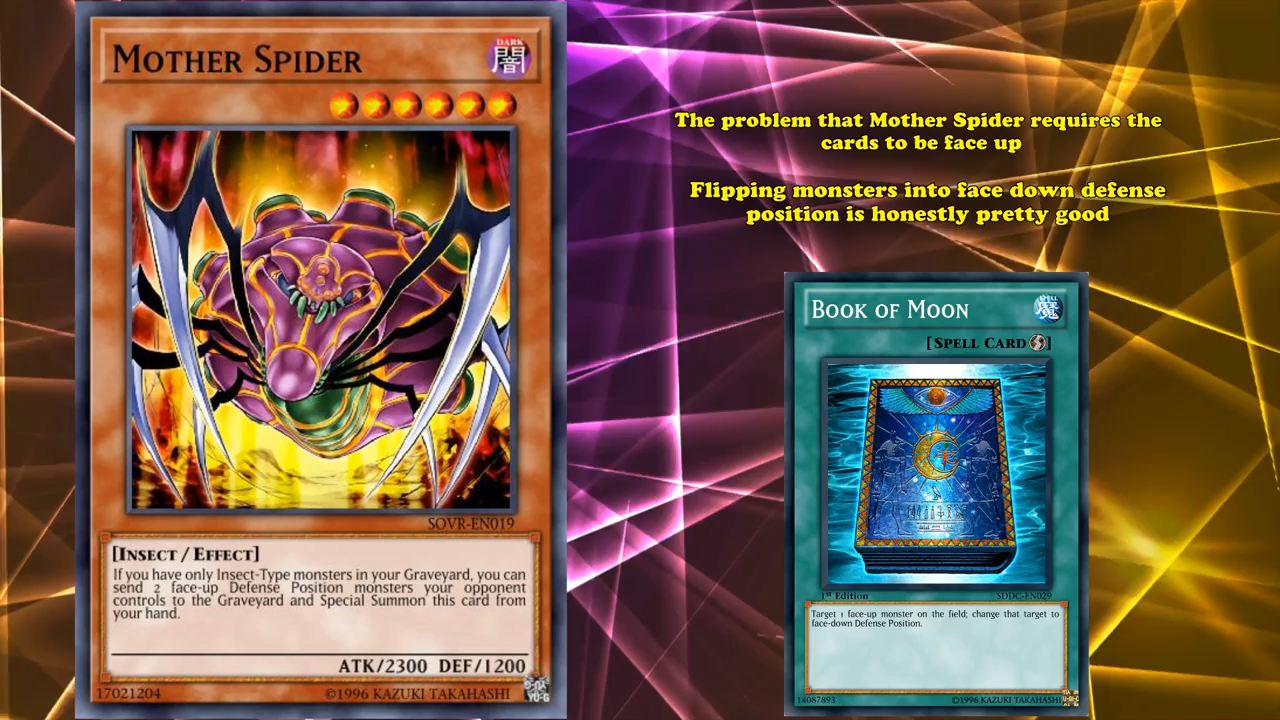 MOTHER SPIDER
DARK
闇
SOVR-EN019
[INSECT / EFFECT]
If you have only Insect-Type monsters in your Graveyard, you can
send 2 face-up Defense Position monsters your opponent
controls to the Graveyard and Special Summon this card from
your hand.
ATK/2300 DEF/1200
17021204
©1996 KAZUKI TAKAHASHI
The problem that Mother Spider requires the
cards to be face up
Flipping monsters into face down defense
position is honestly pretty good
BOOK OF MOON
SPELL
魔
[SPELL CARD]
1st Edition
SDDC-EN029
Target 1 face-up monster on the field; change that target to
face-down Defense Position.
14087893
©1996 KAZUKI TAKAHASHI